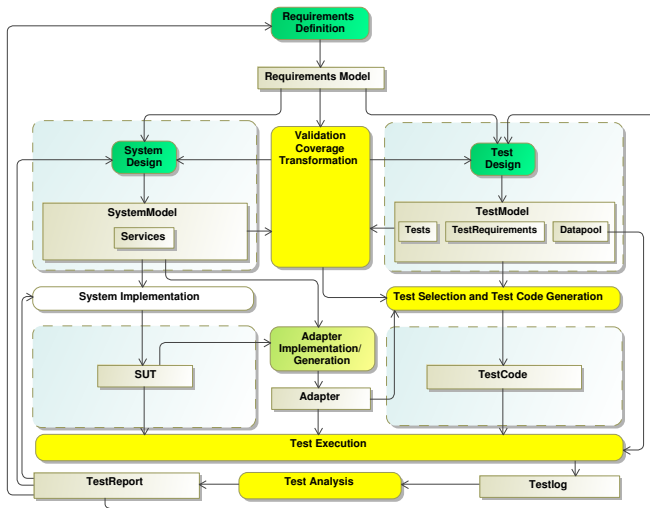 Requirements
Definition
Requirements Model
System
Design
Validation
Coverage
Transformation
Test
Design
SystemModel
Services
TestModel
Tests
TestRequirements
Datapool
System Implementation
Test Selection and Test Code Generation
Adapter
Implementation/
Generation
SUT
TestCode
Adapter
Test Execution
TestReport
Test Analysis
Testlog